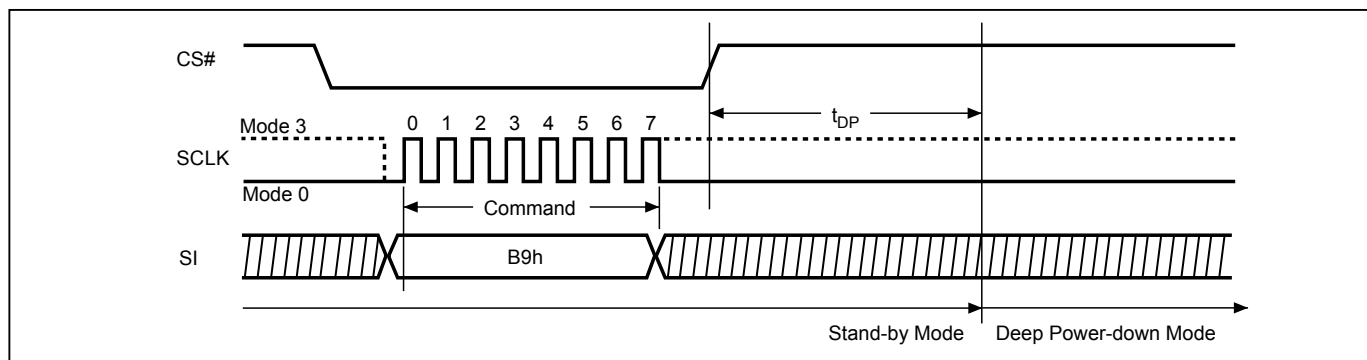 CS#
tDP
Mode 3
0 1 2 3 4 5 6 7
SCLK
Mode 0
Command
SI
B9h
Stand-by Mode
Deep Power-down Mode